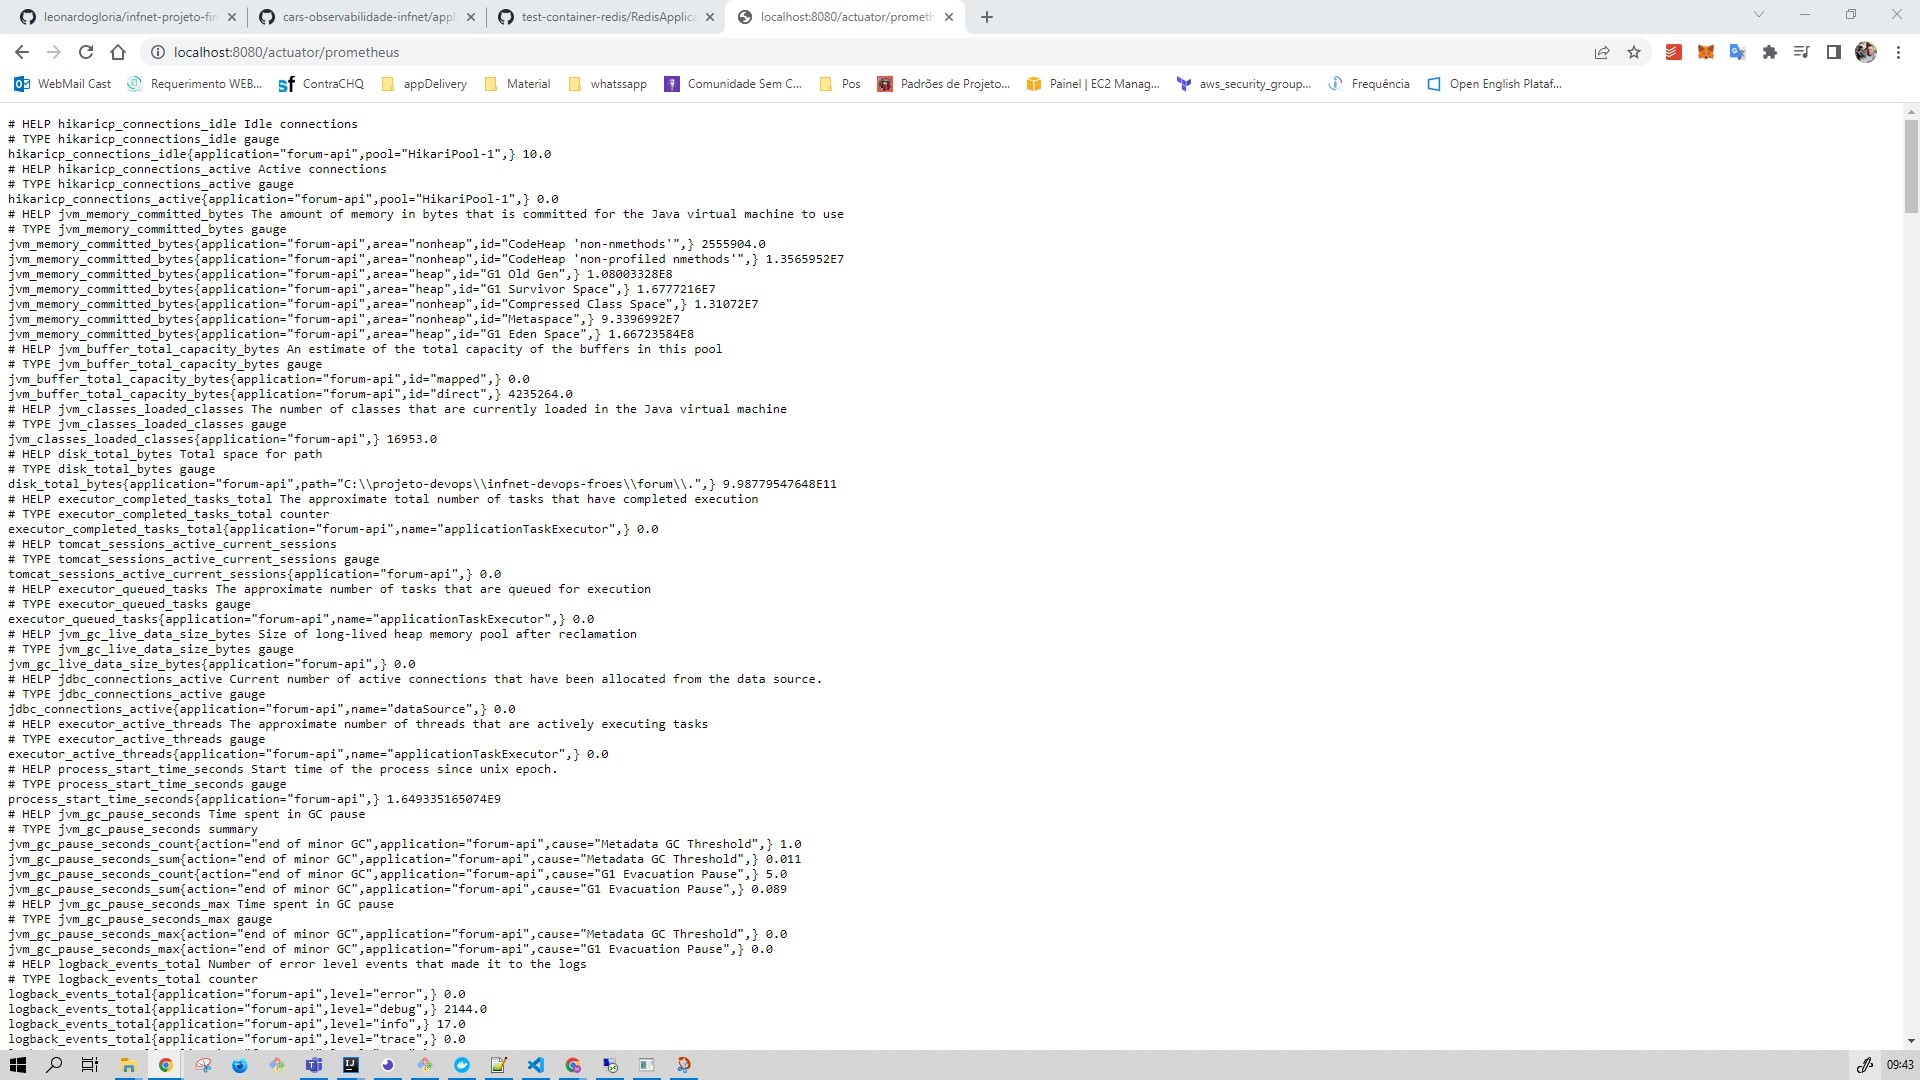 leonardogloria/infnet-projeto-fin
cars-observabilidade-infnet/appl
test-container-redis/RedisApplica
localhost:8080/actuator/prometh
localhost:8080/actuator/prometheus
WebMail Cast
Requerimento WEB...
ContraCHQ
appDelivery
Material
whatssapp
Comunidade Sem C...
Pos
Padrões de Projeto...
Painel | EC2 Manag...
aws_security_group...
Frequência
Open English Plataf...
# HELP hikaricp_connections_idle Idle connections
# TYPE hikaricp_connections_idle gauge
hikaricp_connections_idle{application="forum-api",pool="HikariPool-1",} 10.0
# HELP hikaricp_connections_active Active connections
# TYPE hikaricp_connections_active gauge
hikaricp_connections_active{application="forum-api",pool="HikariPool-1",} 0.0
# HELP jvm_memory_committed_bytes The amount of memory in bytes that is committed for the Java virtual machine to use
# TYPE jvm_memory_committed_bytes gauge
jvm_memory_committed_bytes{application="forum-api",area="nonheap",id="CodeHeap 'non-nmethods'",} 2555904.0
jvm_memory_committed_bytes{application="forum-api",area="nonheap",id="CodeHeap 'non-profiled nmethods'",} 1.3565952E7
jvm_memory_committed_bytes{application="forum-api",area="heap",id="G1 Old Gen",} 1.08003328E8
jvm_memory_committed_bytes{application="forum-api",area="heap",id="G1 Survivor Space",} 1.6777216E7
jvm_memory_committed_bytes{application="forum-api",area="nonheap",id="Compressed Class Space",} 1.31072E7
jvm_memory_committed_bytes{application="forum-api",area="nonheap",id="Metaspace",} 9.3396992E7
jvm_memory_committed_bytes{application="forum-api",area="heap",id="G1 Eden Space",} 1.66723584E8
# HELP jvm_buffer_total_capacity_bytes An estimate of the total capacity of the buffers in this pool
# TYPE jvm_buffer_total_capacity_bytes gauge
jvm_buffer_total_capacity_bytes{application="forum-api",id="mapped",} 0.0
jvm_buffer_total_capacity_bytes{application="forum-api",id="direct",} 4235264.0
# HELP jvm_classes_loaded_classes The number of classes that are currently loaded in the Java virtual machine
# TYPE jvm_classes_loaded_classes gauge
jvm_classes_loaded_classes{application="forum-api",} 16953.0
# HELP disk_total_bytes Total space for path
# TYPE disk_total_bytes gauge
disk_total_bytes{application="forum-api",path="C:\\projeto-devops\\infnet-devops-froes\\forum\\.",} 9.98779547648E11
# HELP executor_completed_tasks_total The approximate total number of tasks that have completed execution
# TYPE executor_completed_tasks_total counter
executor_completed_tasks_total{application="forum-api",name="applicationTaskExecutor",} 0.0
# HELP tomcat_sessions_active_current_sessions
# TYPE tomcat_sessions_active_current_sessions gauge
tomcat_sessions_active_current_sessions{application="forum-api",} 0.0
# HELP executor_queued_tasks The approximate number of tasks that are queued for execution
# TYPE executor_queued_tasks gauge
executor_queued_tasks{application="forum-api",name="applicationTaskExecutor",} 0.0
# HELP jvm_gc_live_data_size_bytes Size of long-lived heap memory pool after reclamation
# TYPE jvm_gc_live_data_size_bytes gauge
jvm_gc_live_data_size_bytes{application="forum-api",} 0.0
# HELP jdbc_connections_active Current number of active connections that have been allocated from the data source.
# TYPE jdbc_connections_active gauge
jdbc_connections_active{application="forum-api",name="dataSource",} 0.0
# HELP executor_active_threads The approximate number of threads that are actively executing tasks
# TYPE executor_active_threads gauge
executor_active_threads{application="forum-api",name="applicationTaskExecutor",} 0.0
# HELP process_start_time_seconds Start time of the process since unix epoch.
# TYPE process_start_time_seconds gauge
process_start_time_seconds{application="forum-api",} 1.649335165074E9
# HELP jvm_gc_pause_seconds Time spent in GC pause
# TYPE jvm_gc_pause_seconds summary
jvm_gc_pause_seconds_count{action="end of minor GC",application="forum-api",cause="Metadata GC Threshold",} 1.0
jvm_gc_pause_seconds_sum{action="end of minor GC",application="forum-api",cause="Metadata GC Threshold",} 0.011
jvm_gc_pause_seconds_count{action="end of minor GC",application="forum-api",cause="G1 Evacuation Pause",} 5.0
jvm_gc_pause_seconds_sum{action="end of minor GC",application="forum-api",cause="G1 Evacuation Pause",} 0.089
# HELP jvm_gc_pause_seconds_max Time spent in GC pause
# TYPE jvm_gc_pause_seconds_max gauge
jvm_gc_pause_seconds_max{action="end of minor GC",application="forum-api",cause="Metadata GC Threshold",} 0.0
jvm_gc_pause_seconds_max{action="end of minor GC",application="forum-api",cause="G1 Evacuation Pause",} 0.0
# HELP logback_events_total Number of error level events that made it to the logs
# TYPE logback_events_total counter
logback_events_total{application="forum-api",level="error",} 0.0
logback_events_total{application="forum-api",level="debug",} 2144.0
logback_events_total{application="forum-api",level="info",} 17.0
logback_events_total{application="forum-api",level="trace",} 0.0
09:43